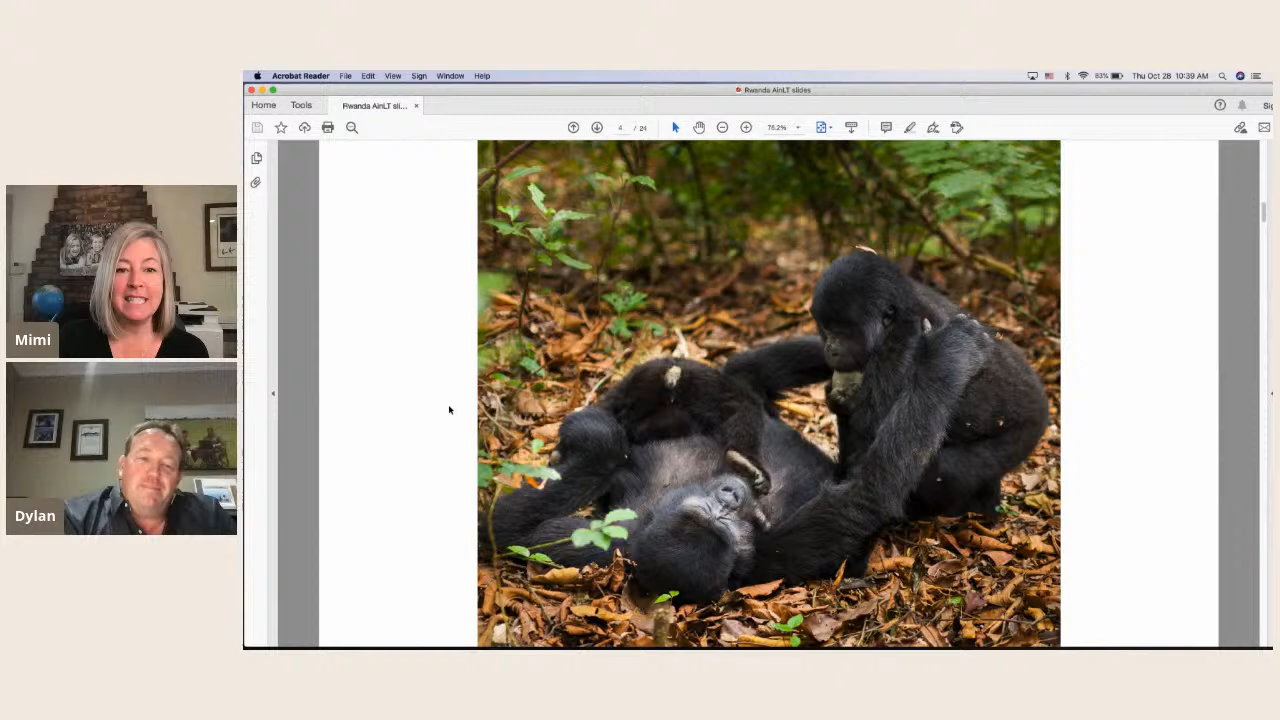 Acrobat Reader File Edit View Sign Window Help 83% Thu Oct 28 10:39 AM
Rwanda AinLT slides
Home Tools Rwanda AinLT sli... ×
4 / 24 76.2%
Mimi
Dylan